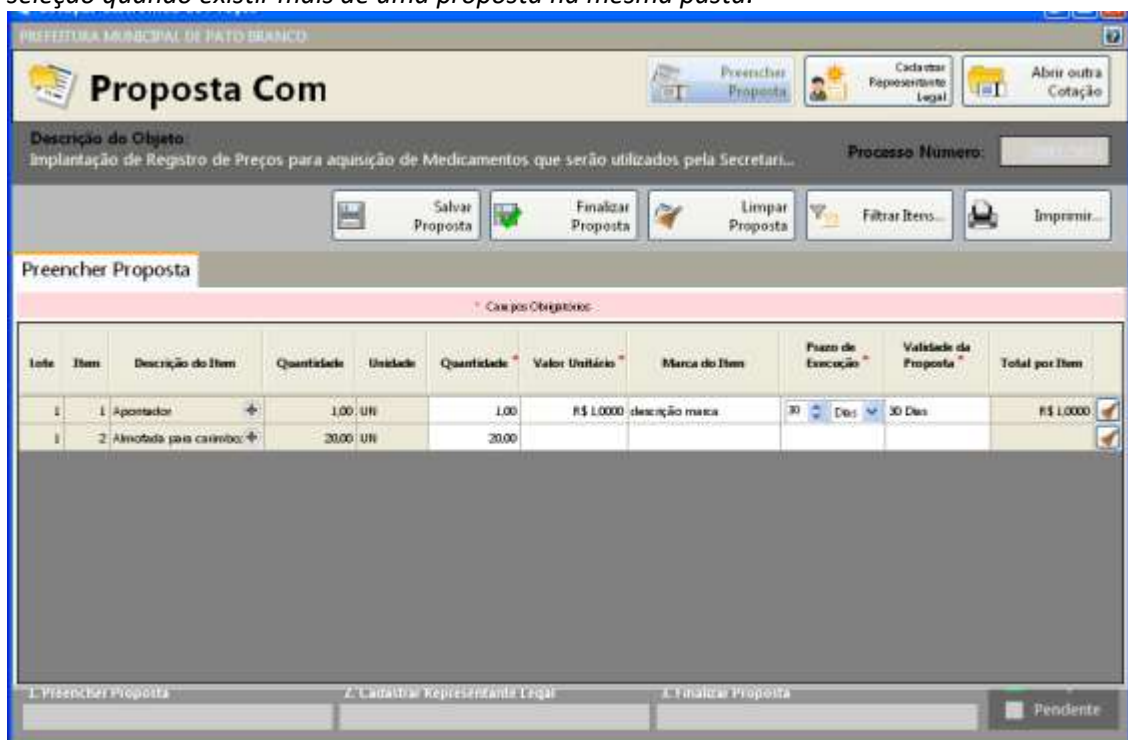 seleção quando existir mais de uma proposta na mesma pasta.
PREFEITURA MUNICIPAL DE PATO BRANCO
Proposta Com
Preencher Proposta
Cadastrar Representante Legal
Abrir outra Cotação
Descrição do Objeto:
Implantação de Registro de Preços para aquisição de Medicamentos que serão utilizados pela Secretari...
Processo Número:
Salvar Proposta
Finalizar Proposta
Limpar Proposta
Filtrar Itens...
Imprimir...
Preencher Proposta
* Campos Obrigatórios
Lote Item Descrição do Item Quantidade Unidade Quantidade * Valor Unitário * Marca do Item Prazo de Execução * Validade da Proposta * Total por Item
1 1 Apontador + 1,00 UN 1,00 R$ 1,0000 descrição marca 30 Dias 30 Dias R$ 1,0000
1 2 Almofada para carimbo: + 20,00 UN 20,00
1. Preencher Proposta 2. Cadastrar Representante Legal 3. Finalizar Proposta
Pendente